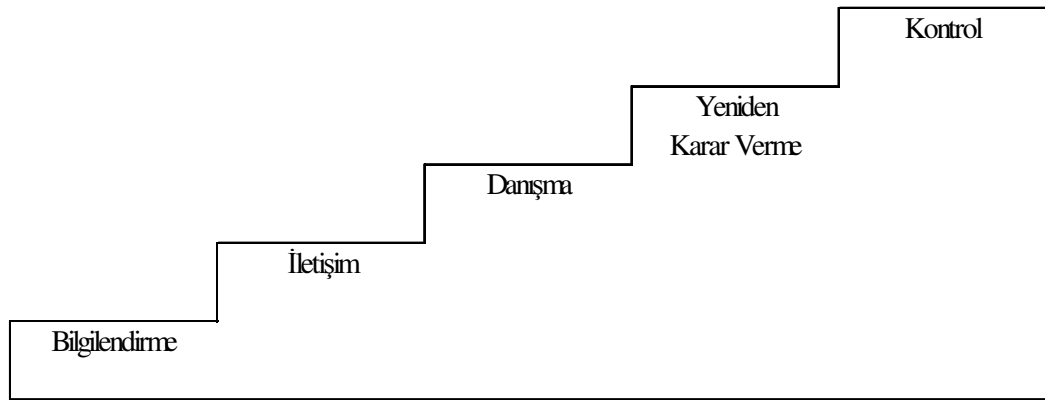 Kontrol
Yeniden
Karar Verme
Danışma
İletişim
Bilgilendirme